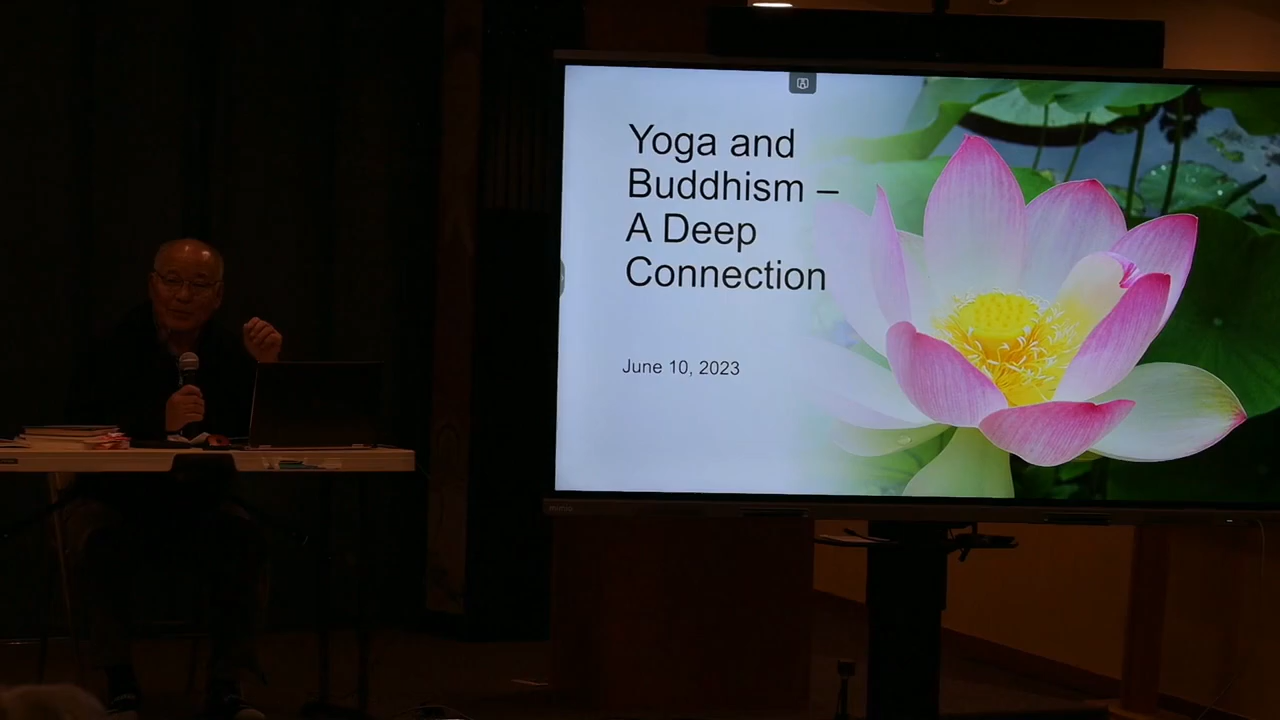 Yoga and
Buddhism –
A Deep
Connection
June 10, 2023